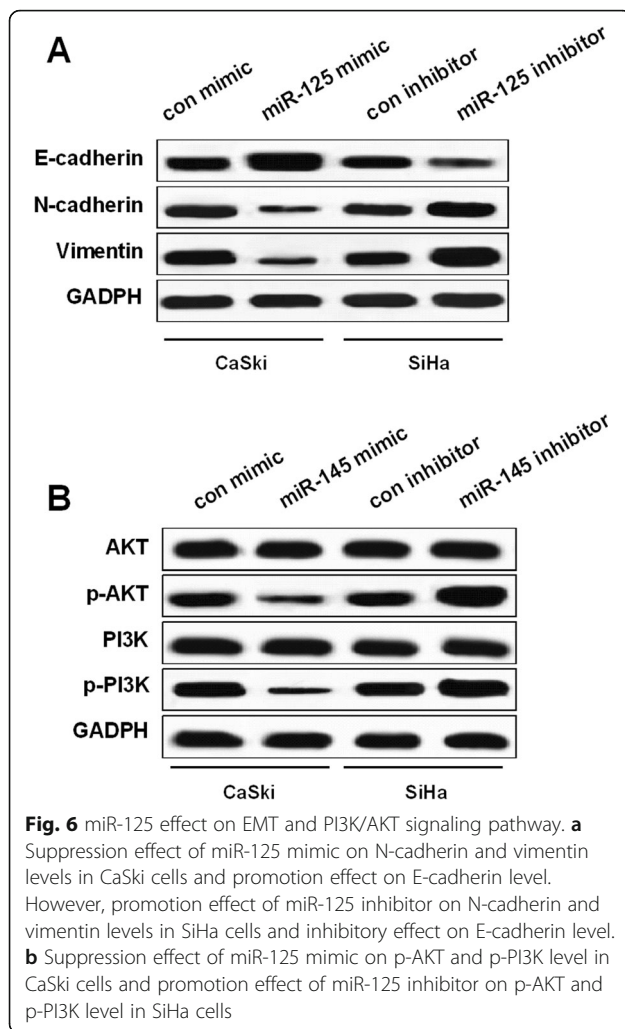 A
con mimic
miR-125 mimic
con inhibitor
miR-125 inhibitor
E-cadherin
N-cadherin
Vimentin
GADPH
CaSki
SiHa
B
con mimic
miR-145 mimic
con inhibitor
miR-145 inhibitor
AKT
p-AKT
PI3K
p-PI3K
GADPH
CaSki
SiHa
Fig. 6 miR-125 effect on EMT and PI3K/AKT signaling pathway. a
Suppression effect of miR-125 mimic on N-cadherin and vimentin
levels in CaSki cells and promotion effect on E-cadherin level.
However, promotion effect of miR-125 inhibitor on N-cadherin and
vimentin levels in SiHa cells and inhibitory effect on E-cadherin level.
b Suppression effect of miR-125 mimic on p-AKT and p-PI3K level in
CaSki cells and promotion effect of miR-125 inhibitor on p-AKT and
p-PI3K level in SiHa cells